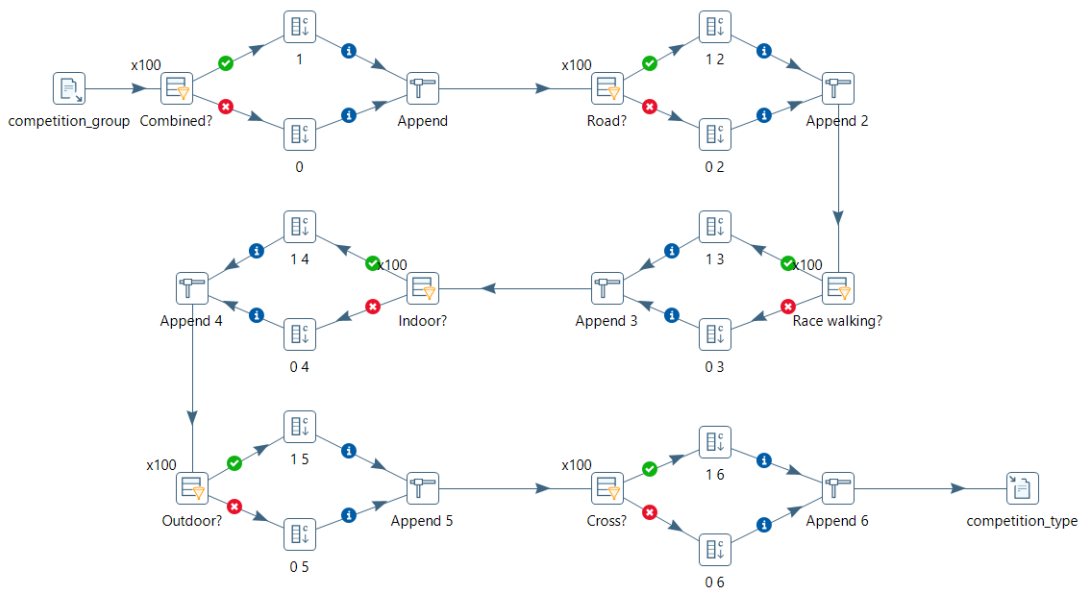 x100
1
competition_group
Combined?
Append
0
x100
1 2
Road?
Append 2
0 2
1 4
x100
Append 4
Indoor?
0 4
1 3
x100
Append 3
Race walking?
0 3
x100
1 5
Outdoor?
Append 5
0 5
x100
1 6
Cross?
Append 6
competition_type
0 6